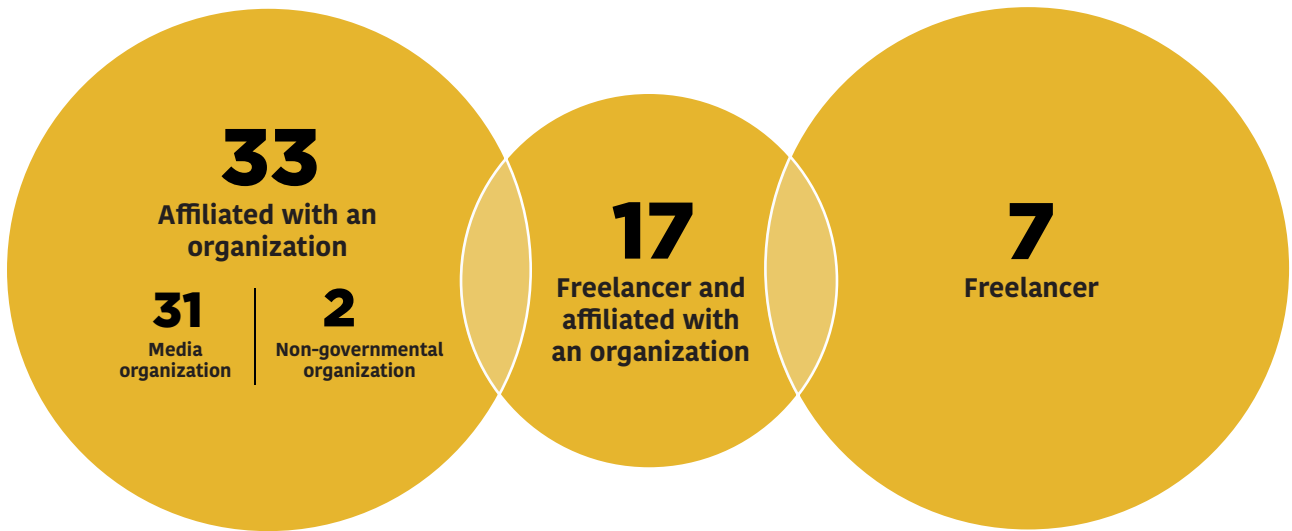 33
Affiliated with an
organization
31
Media
organization
2
Non-governmental
organization
17
Freelancer and
affiliated with
an organization
7
Freelancer